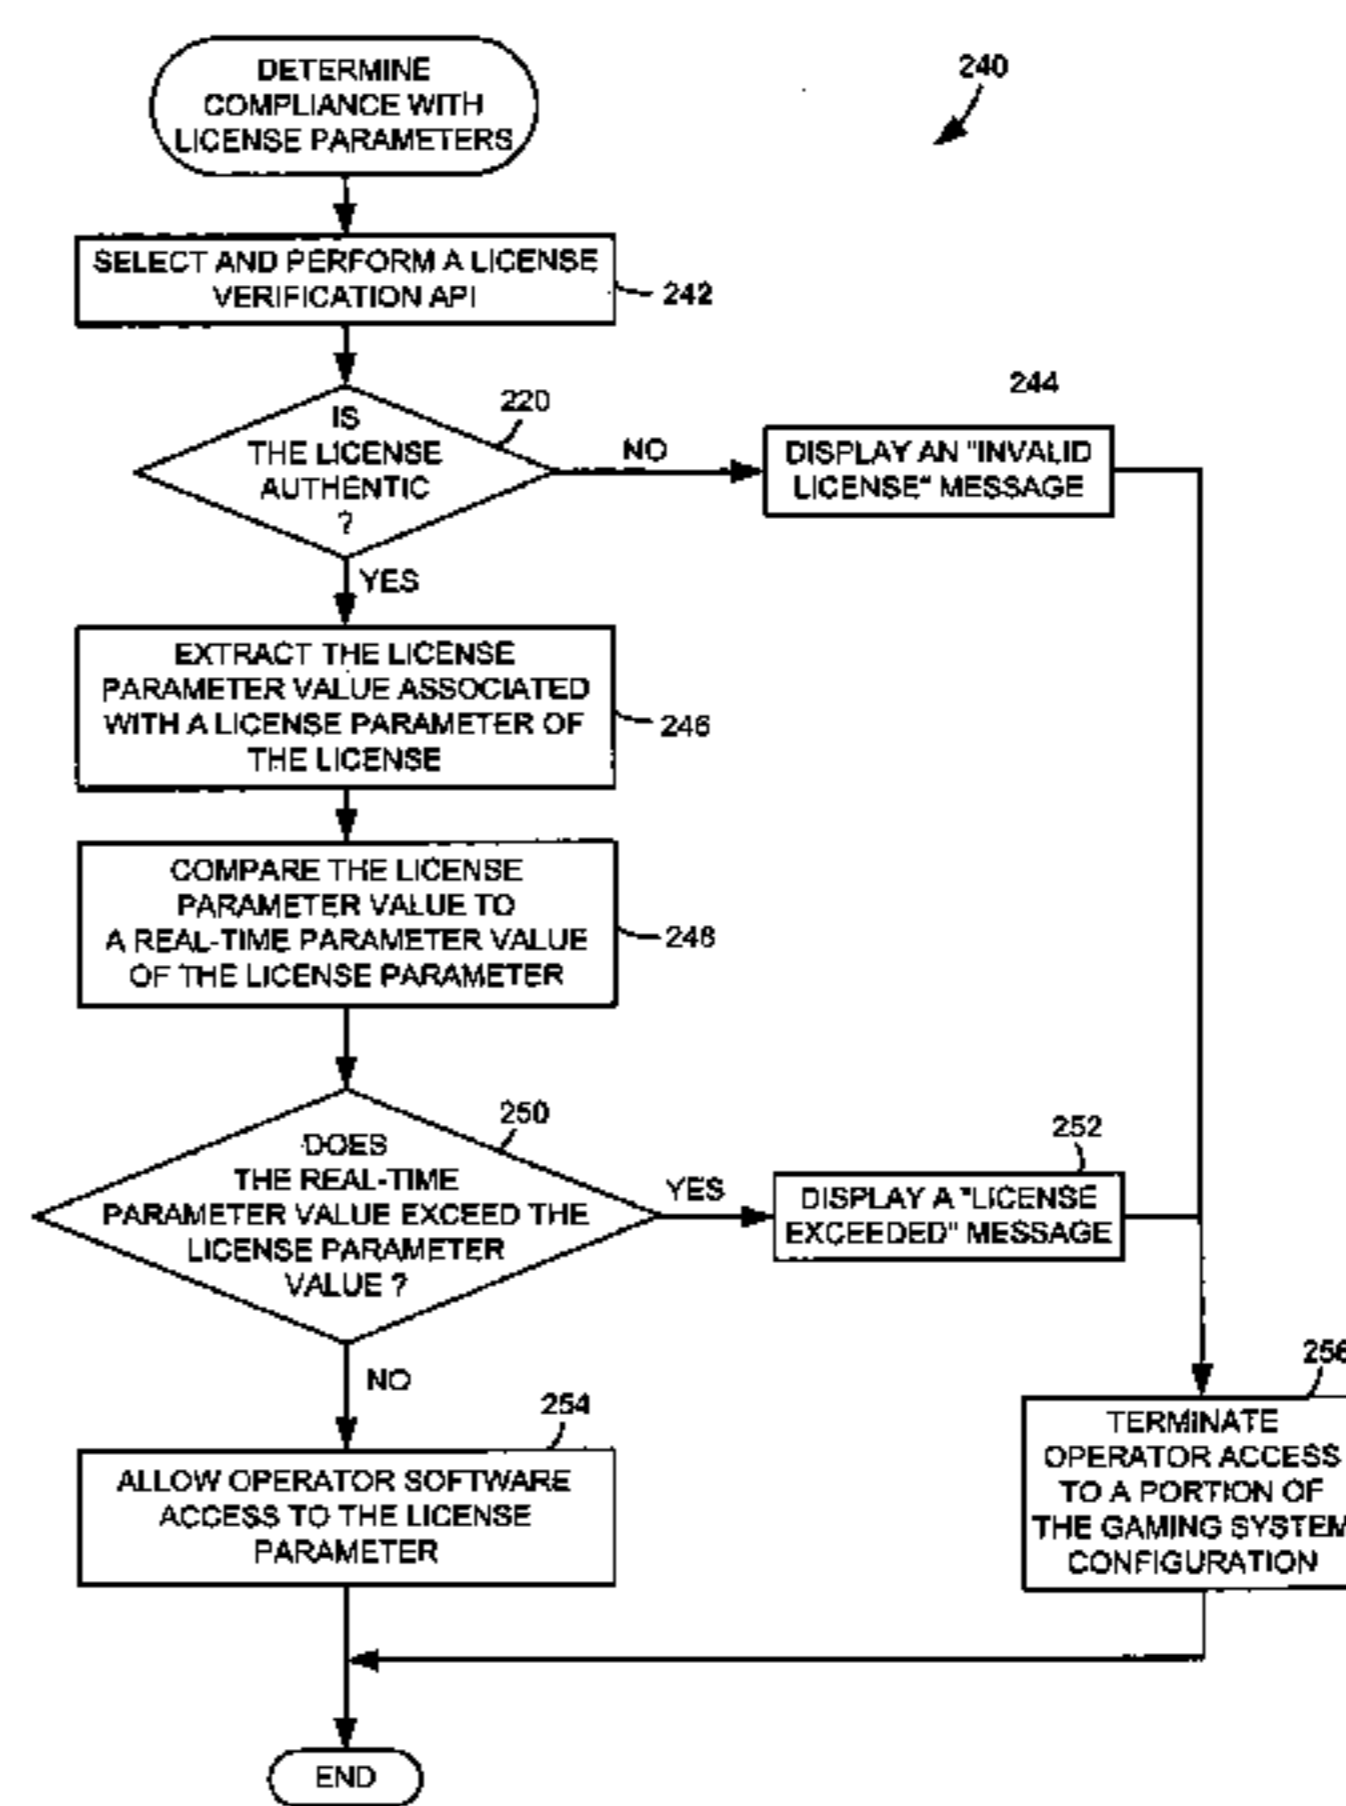 DETERMINE
COMPLIANCE WITH
LICENSE PARAMETERS
240
SELECT AND PERFORM A LICENSE
VERIFICATION API
242
IS
THE LICENSE
AUTHENTIC
?
220
NO
244
DISPLAY AN "INVALID
LICENSE" MESSAGE
YES
EXTRACT THE LICENSE
PARAMETER VALUE ASSOCIATED
WITH A LICENSE PARAMETER OF
THE LICENSE
246
COMPARE THE LICENSE
PARAMETER VALUE TO
A REAL-TIME PARAMETER VALUE
OF THE LICENSE PARAMETER
248
DOES
THE REAL-TIME
PARAMETER VALUE EXCEED THE
LICENSE PARAMETER
VALUE ?
250
YES
252
DISPLAY A "LICENSE
EXCEEDED" MESSAGE
NO
254
ALLOW OPERATOR SOFTWARE
ACCESS TO THE LICENSE
PARAMETER
256
TERMINATE
OPERATOR ACCESS
TO A PORTION OF
THE GAMING SYSTEM
CONFIGURATION
END